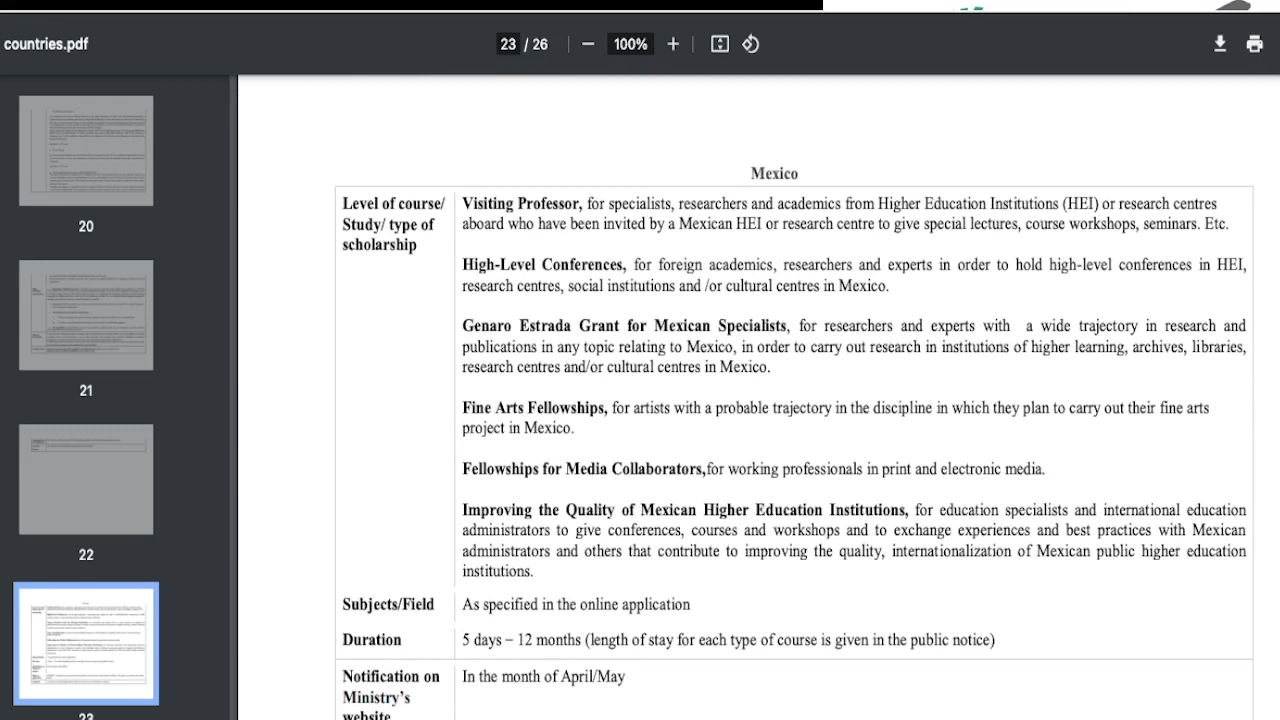 countries.pdf
23 / 26
100%
20
21
22
23
Mexico
Level of course/
Study/ type of
scholarship
Visiting Professor, for specialists, researchers and academics from Higher Education Institutions (HEI) or research centres
aboard who have been invited by a Mexican HEI or research centre to give special lectures, course workshops, seminars. Etc.
High-Level Conferences, for foreign academics, researchers and experts in order to hold high-level conferences in HEI,
research centres, social institutions and /or cultural centres in Mexico.
Genaro Estrada Grant for Mexican Specialists, for researchers and experts with a wide trajectory in research and
publications in any topic relating to Mexico, in order to carry out research in institutions of higher learning, archives, libraries,
research centres and/or cultural centres in Mexico.
Fine Arts Fellowships, for artists with a probable trajectory in the discipline in which they plan to carry out their fine arts
project in Mexico.
Fellowships for Media Collaborators,for working professionals in print and electronic media.
Improving the Quality of Mexican Higher Education Institutions, for education specialists and international education
administrators to give conferences, courses and workshops and to exchange experiences and best practices with Mexican
administrators and others that contribute to improving the quality, internationalization of Mexican public higher education
institutions.
Subjects/Field
As specified in the online application
Duration
5 days – 12 months (length of stay for each type of course is given in the public notice)
Notification on
Ministry's
website
In the month of April/May